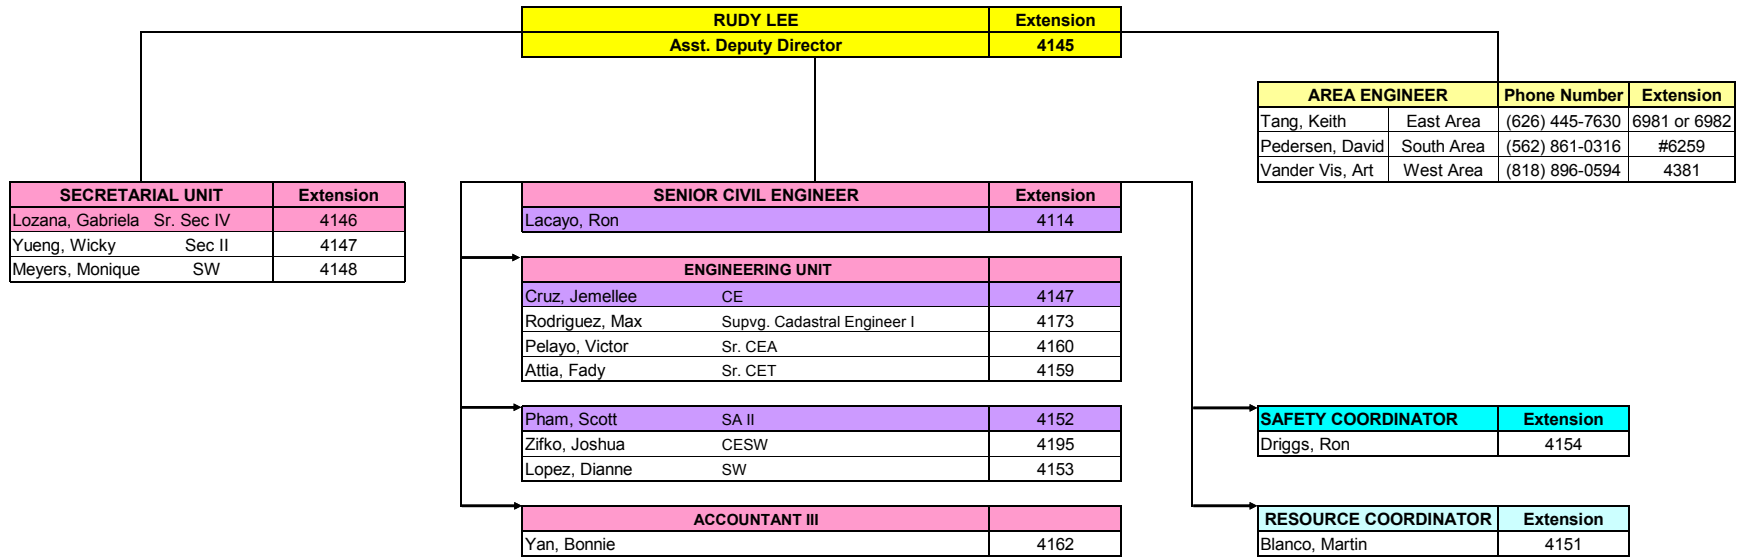 RUDY LEE Extension
Asst. Deputy Director 4145
AREA ENGINEER Phone Number Extension
Tang, Keith East Area (626) 445-7630 6981 or 6982
Pedersen, David South Area (562) 861-0316 #6259
Vander Vis, Art West Area (818) 896-0594 4381
SECRETARIAL UNIT Extension
Lozana, Gabriela Sr. Sec IV 4146
Yueng, Wicky Sec II 4147
Meyers, Monique SW 4148
SENIOR CIVIL ENGINEER Extension
Lacayo, Ron 4114
ENGINEERING UNIT
Cruz, Jemellee CE 4147
Rodriguez, Max Supvg. Cadastral Engineer I 4173
Pelayo, Victor Sr. CEA 4160
Attia, Fady Sr. CET 4159
Pham, Scott SA II 4152
Zifko, Joshua CESW 4195
Lopez, Dianne SW 4153
ACCOUNTANT III
Yan, Bonnie 4162
SAFETY COORDINATOR Extension
Driggs, Ron 4154
RESOURCE COORDINATOR Extension
Blanco, Martin 4151